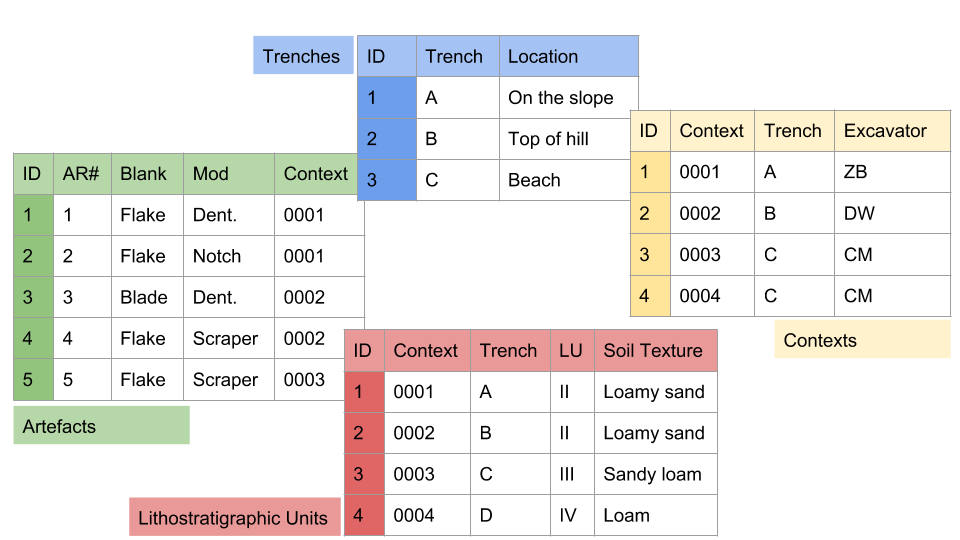 Trenches
ID Trench Location
1 A On the slope
2 B Top of hill
3 C Beach
ID Context Trench Excavator
1 0001 A ZB
2 0002 B DW
3 0003 C CM
4 0004 C CM
Contexts
ID AR# Blank Mod Context
1 1 Flake Dent. 0001
2 2 Flake Notch 0001
3 3 Blade Dent. 0002
4 4 Flake Scraper 0002
5 5 Flake Scraper 0003
Artefacts
ID Context Trench LU Soil Texture
1 0001 A II Loamy sand
2 0002 B II Loamy sand
3 0003 C III Sandy loam
4 0004 D IV Loam
Lithostratigraphic Units